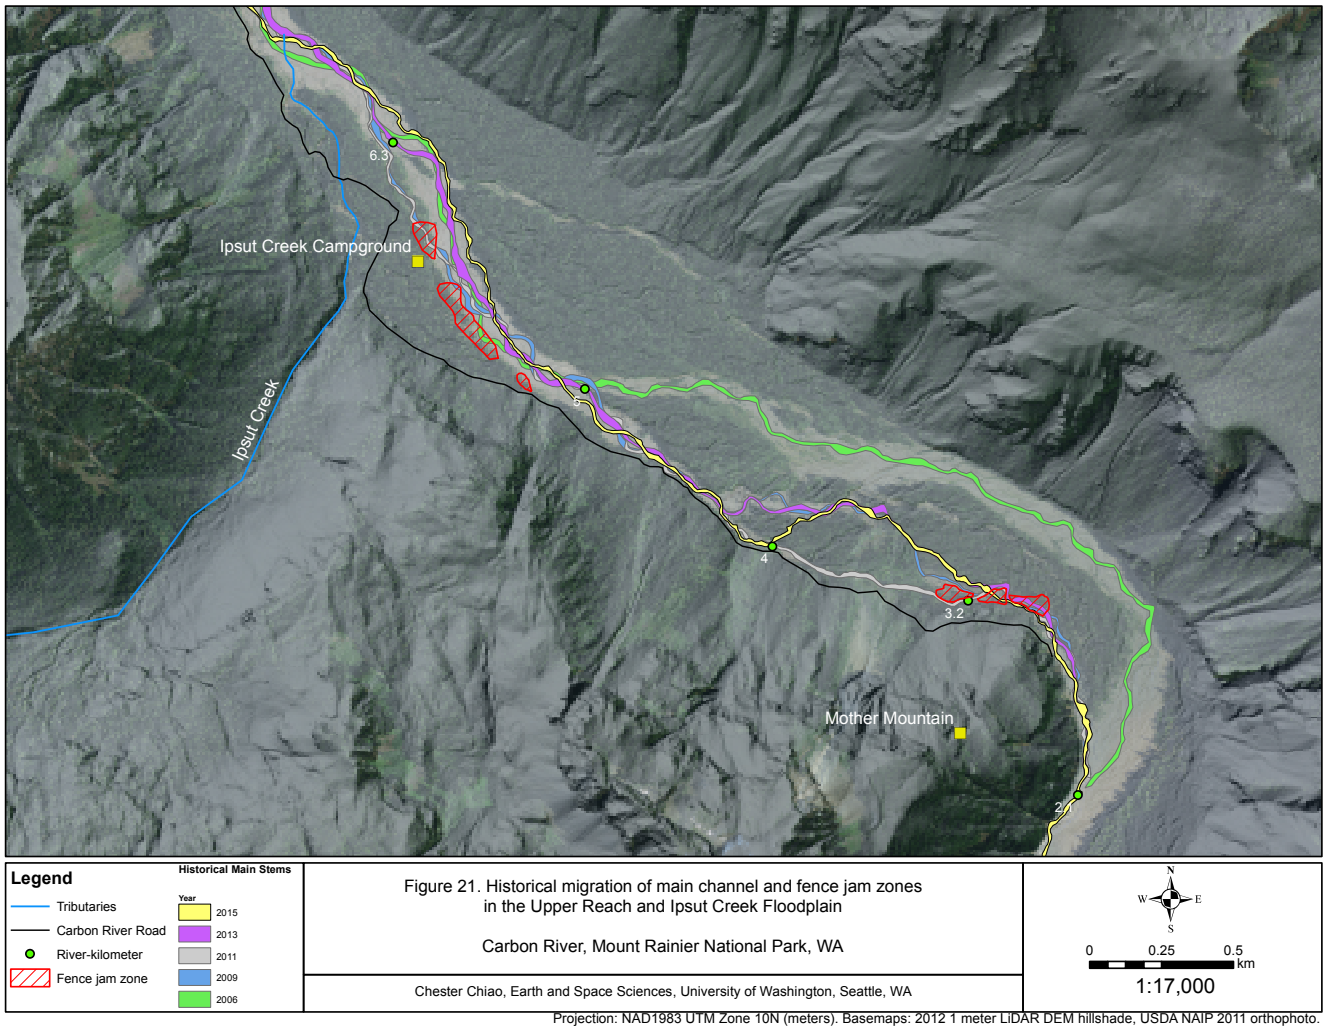 6.3
Ipsut Creek Campground
Ipsut Creek
5
4
3.2
Mother Mountain
Legend
Tributaries
Carbon River Road
River-kilometer
Fence jam zone
Historical Main Stems
Year
2015
2013
2011
2009
2006
Figure 21. Historical migration of main channel and fence jam zones
in the Upper Reach and Ipsut Creek Floodplain
Carbon River, Mount Rainier National Park, WA
Chester Chiao, Earth and Space Sciences, University of Washington, Seattle, WA
N
W E
S
0 0.25 0.5
km
1:17,000
Projection: NAD1983 UTM Zone 10N (meters). Basemaps: 2012 1 meter LiDAR DEM hillshade, USDA NAIP 2011 orthophoto.